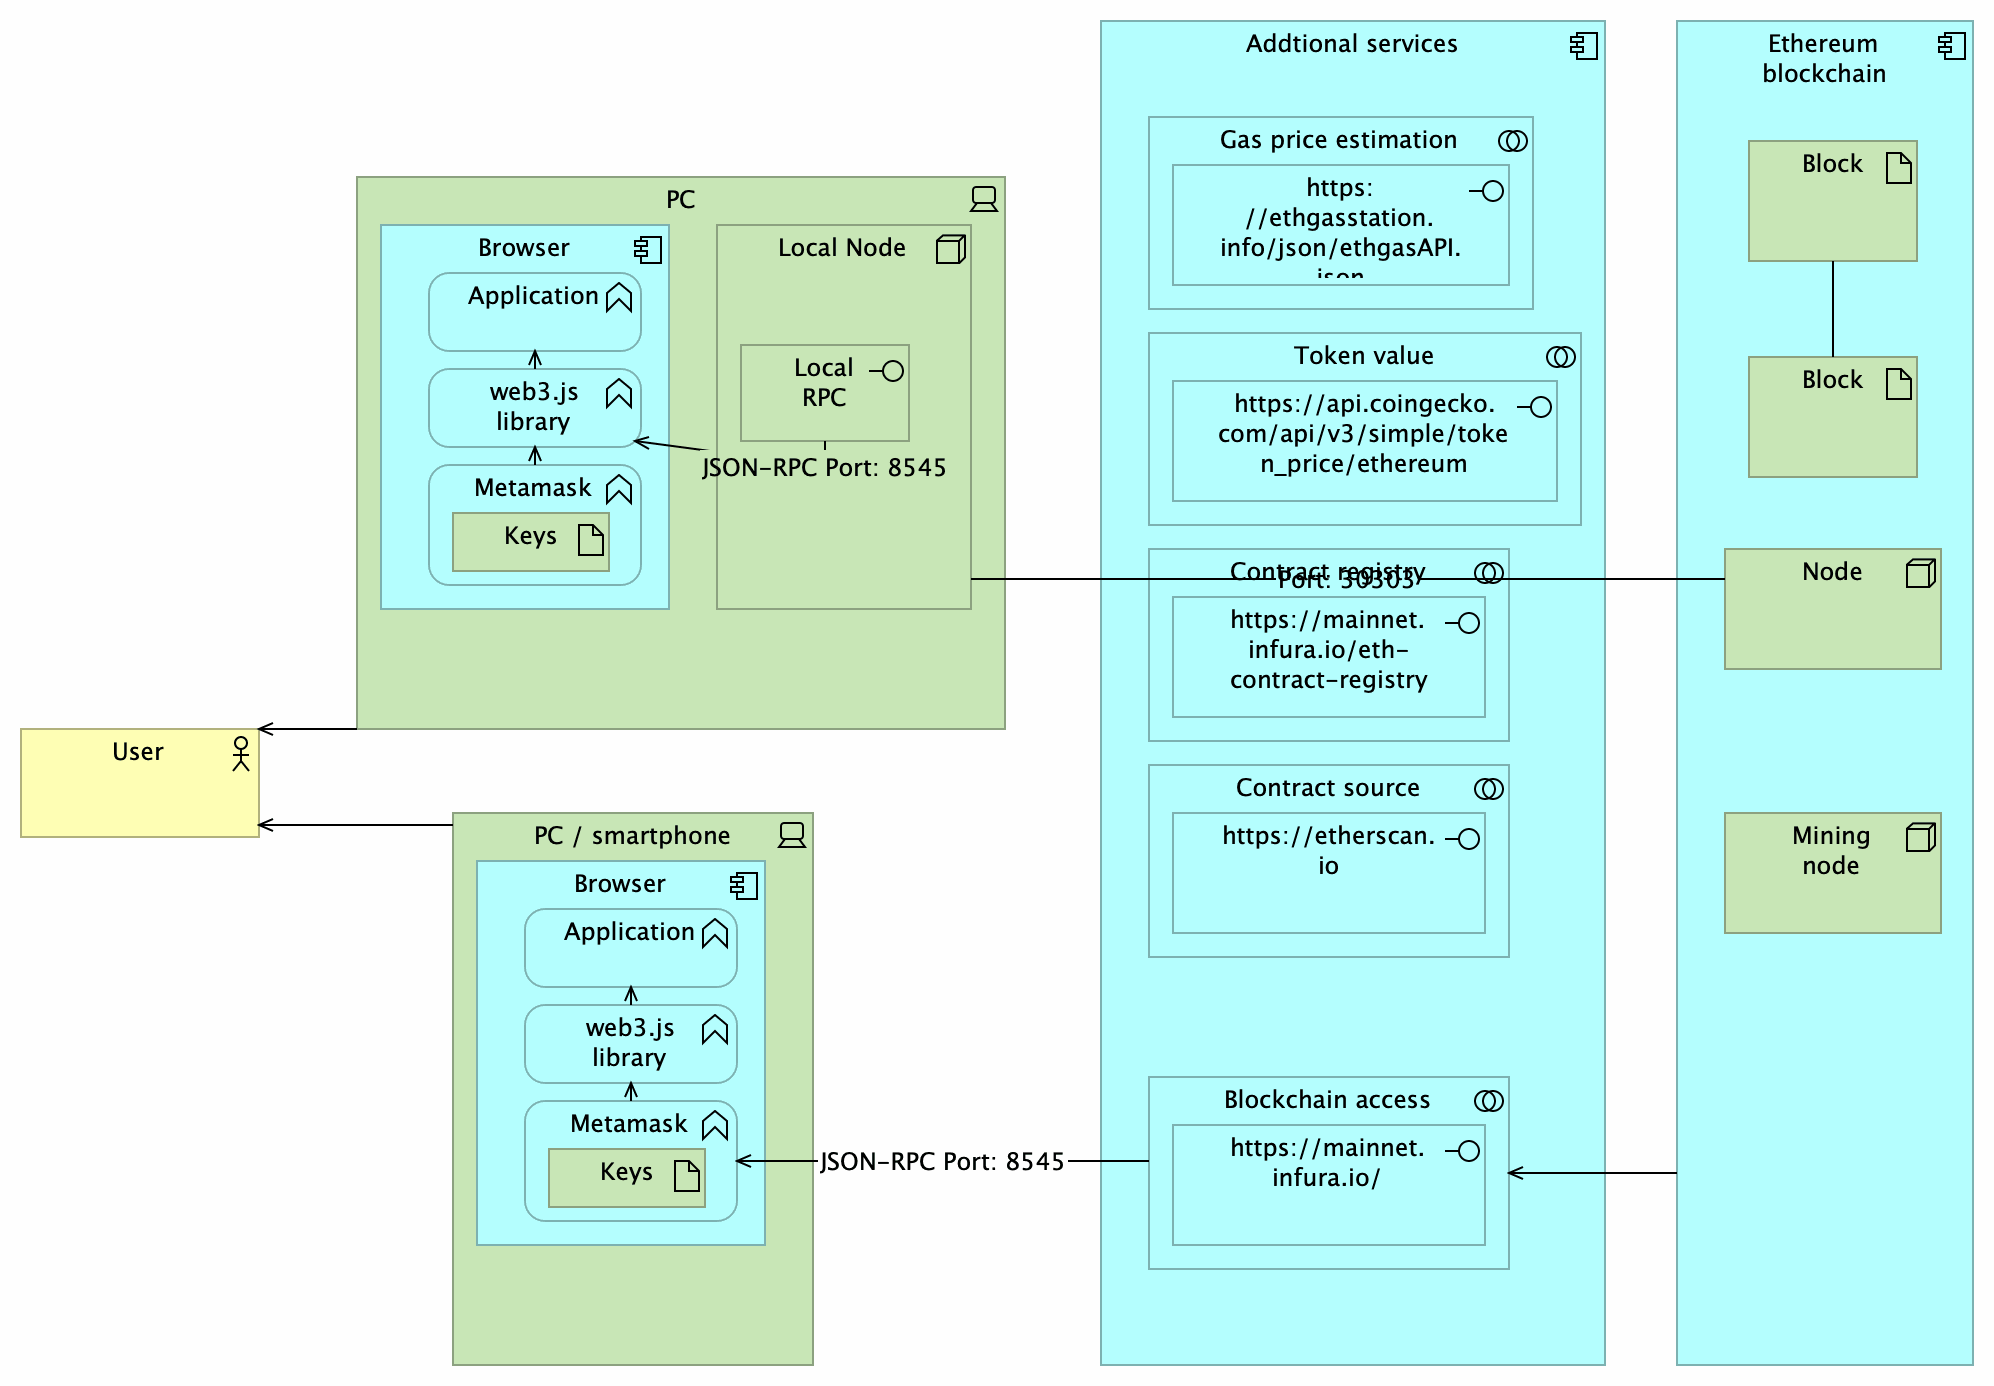 PC
Browser
Application
web3.js
library
Metamask
Keys
Local Node
Local
RPC
JSON-RPC Port: 8545
User
PC / smartphone
Browser
Application
web3.js
library
Metamask
Keys
JSON-RPC Port: 8545
Addtional services
Gas price estimation
https:
//ethgasstation.
info/json/ethgasAPI.
json
Token value
https://api.coingecko.
com/api/v3/simple/toke
n_price/ethereum
Contract registry
Port: 30303
https://mainnet.
infura.io/eth-
contract-registry
Contract source
https://etherscan.
io
Blockchain access
https://mainnet.
infura.io/
Ethereum
blockchain
Block
Block
Node
Mining
node